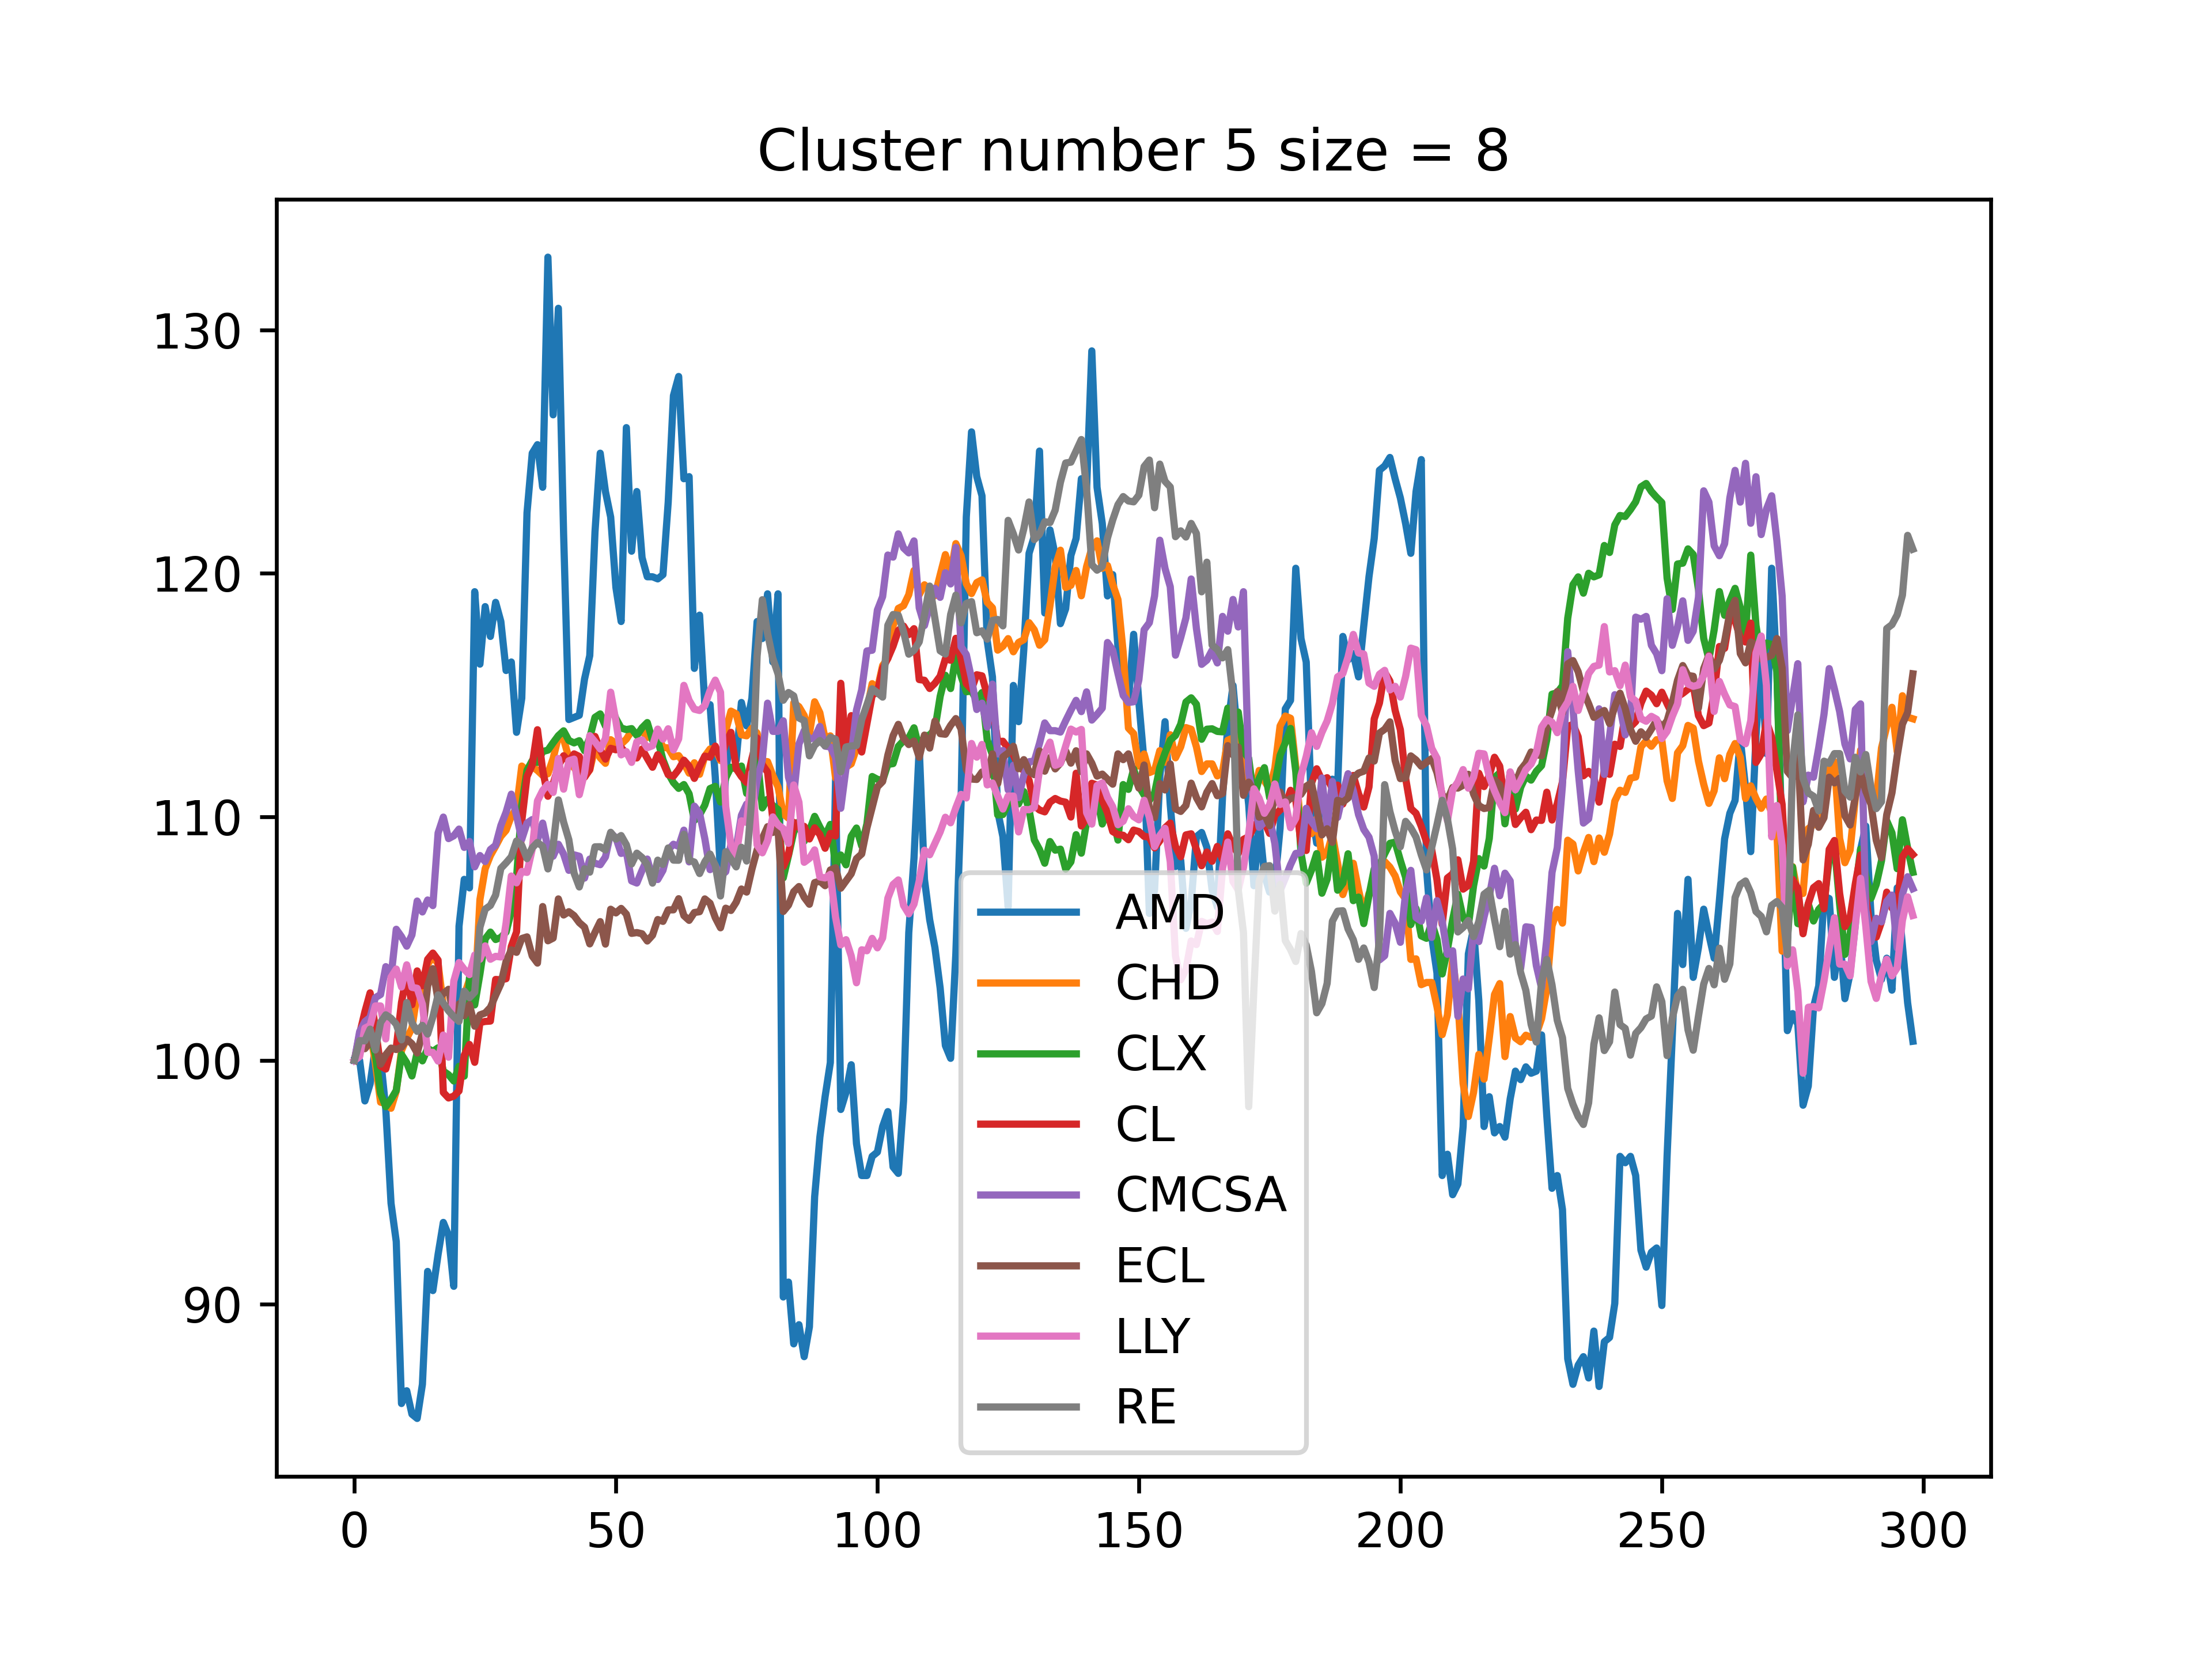 Cluster number 5 size = 8
130
120
110
100
90
AMD
CHD
CLX
CL
CMCSA
ECL
LLY
RE
0 50 100 150 200 250 300